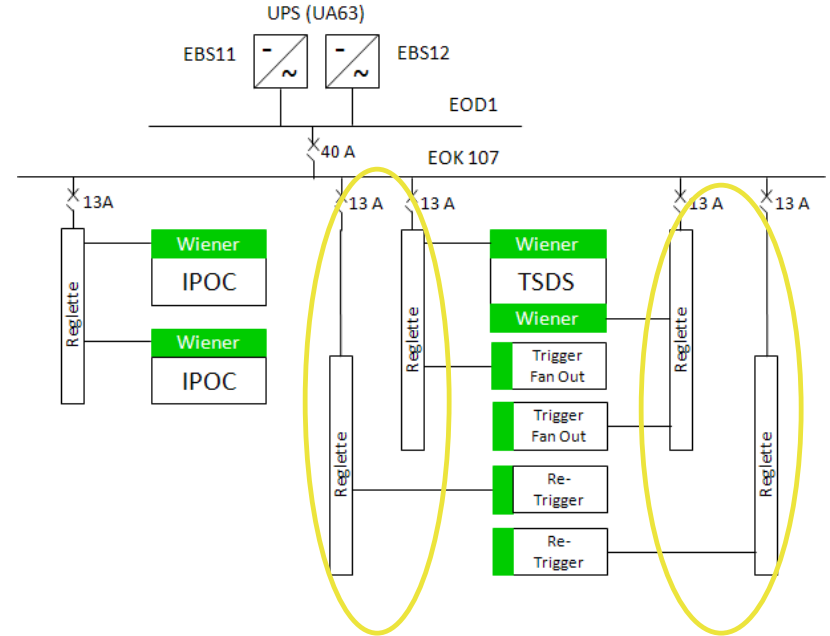 UPS (UA63)
EBS11
EBS12
-
~
-
~
EOD1
40 A
EOK 107
13A
13 A
13 A
13 A
13 A
Wiener
IPOC
Wiener
IPOC
Reglette
Reglette
Reglette
Wiener
TSDS
Wiener
Trigger
Fan Out
Trigger
Fan Out
Re-
Trigger
Re-
Trigger
Reglette
Reglette